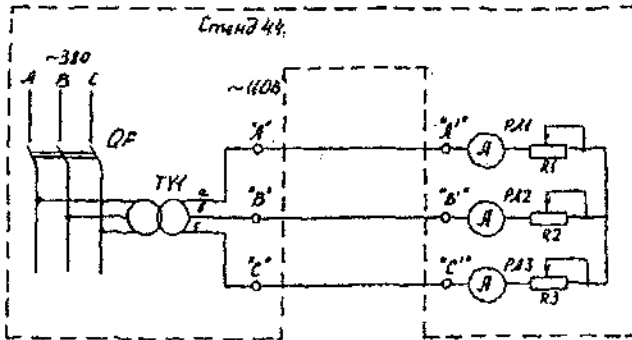 Стенд 44.
~380
A B C
QF
~110В
TV1
a
в
c
"A"
"B"
"C"
"A'"
"B'"
"C'"
A
PA1
R1
A
PA2
R2
A
PA3
R3